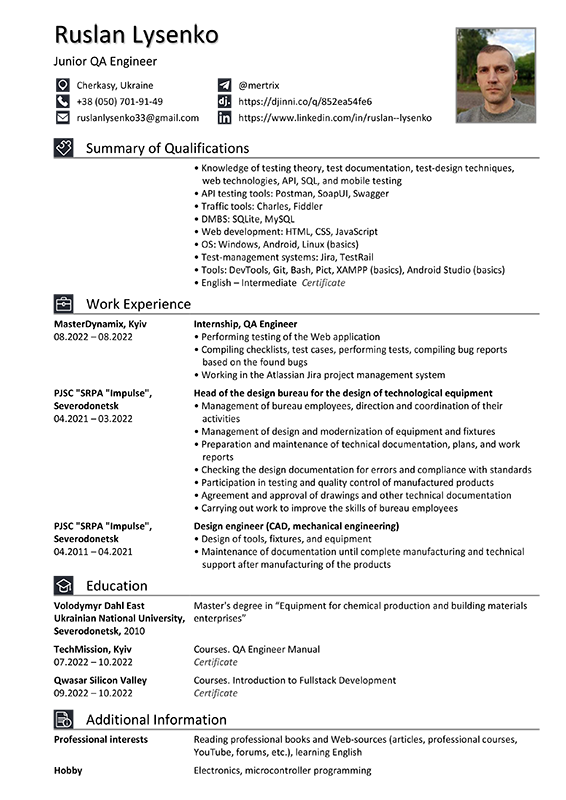 Ruslan Lysenko
Junior QA Engineer
Cherkasy, Ukraine
@mertrix
+38 (050) 701-91-49
dj. https://djinni.co/q/852ea54fe6
ruslanlysenko33@gmail.com
in https://www.linkedin.com/in/ruslan--lysenko
Summary of Qualifications
• Knowledge of testing theory, test documentation, test-design techniques,
web technologies, API, SQL, and mobile testing
• API testing tools: Postman, SoapUI, Swagger
• Traffic tools: Charles, Fiddler
• DMBS: SQLite, MySQL
• Web development: HTML, CSS, JavaScript
• OS: Windows, Android, Linux (basics)
• Test-management systems: Jira, TestRail
• Tools: DevTools, Git, Bash, Pict, XAMPP (basics), Android Studio (basics)
• English – Intermediate Certificate
Work Experience
MasterDynamix, Kyiv
08.2022 – 08.2022
Internship, QA Engineer
• Performing testing of the Web application
• Compiling checklists, test cases, performing tests, compiling bug reports
based on the found bugs
• Working in the Atlassian Jira project management system
PJSC "SRPA "Impulse",
Severodonetsk
04.2021 – 03.2022
Head of the design bureau for the design of technological equipment
• Management of bureau employees, direction and coordination of their
activities
• Management of design and modernization of equipment and fixtures
• Preparation and maintenance of technical documentation, plans, and work
reports
• Checking the design documentation for errors and compliance with standards
• Participation in testing and quality control of manufactured products
• Agreement and approval of drawings and other technical documentation
• Carrying out work to improve the skills of bureau employees
PJSC "SRPA "Impulse",
Severodonetsk
04.2011 – 04.2021
Design engineer (CAD, mechanical engineering)
• Design of tools, fixtures, and equipment
• Maintenance of documentation until complete manufacturing and technical
support after manufacturing of the products
Education
Volodymyr Dahl East
Ukrainian National University,
Severodonetsk, 2010
Master's degree in “Equipment for chemical production and building materials
enterprises”
TechMission, Kyiv
07.2022 – 10.2022
Courses. QA Engineer Manual
Certificate
Qwasar Silicon Valley
09.2022 – 10.2022
Courses. Introduction to Fullstack Development
Certificate
Additional Information
Professional interests
Reading professional books and Web-sources (articles, professional courses,
YouTube, forums, etc.), learning English
Hobby
Electronics, microcontroller programming